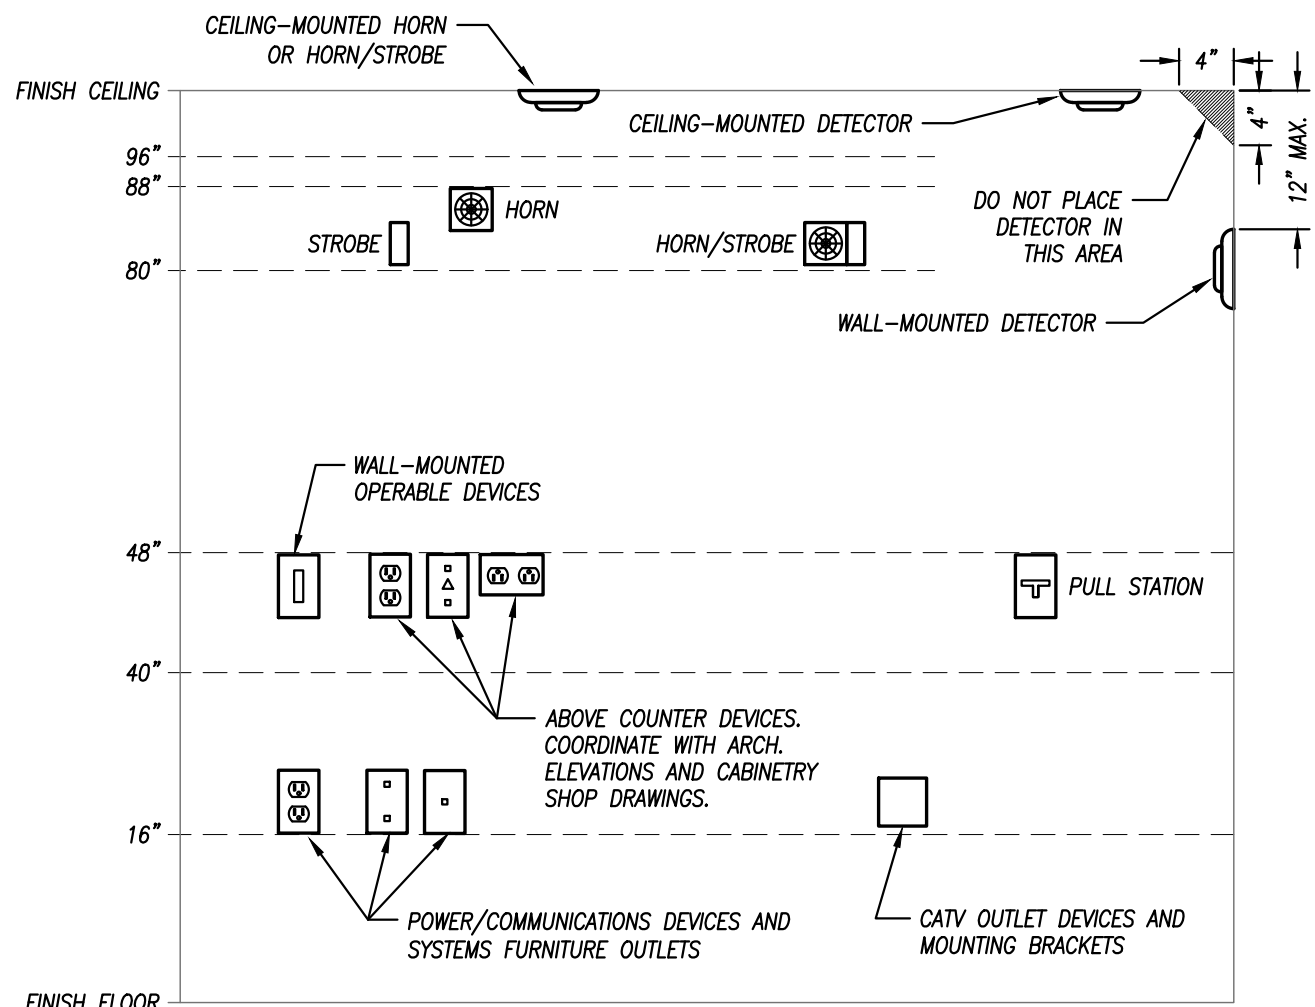 CEILING-MOUNTED HORN
OR HORN/STROBE
4"
FINISH CEILING
CEILING-MOUNTED DETECTOR
4"
12" MAX.
96"
88"
HORN
DO NOT PLACE
DETECTOR IN
THIS AREA
STROBE
HORN/STROBE
80"
WALL-MOUNTED DETECTOR
WALL-MOUNTED
OPERABLE DEVICES
48"
PULL STATION
40"
ABOVE COUNTER DEVICES.
COORDINATE WITH ARCH.
ELEVATIONS AND CABINETRY
SHOP DRAWINGS.
16"
POWER/COMMUNICATIONS DEVICES AND
SYSTEMS FURNITURE OUTLETS
CATV OUTLET DEVICES AND
MOUNTING BRACKETS
FINISH FLOOR